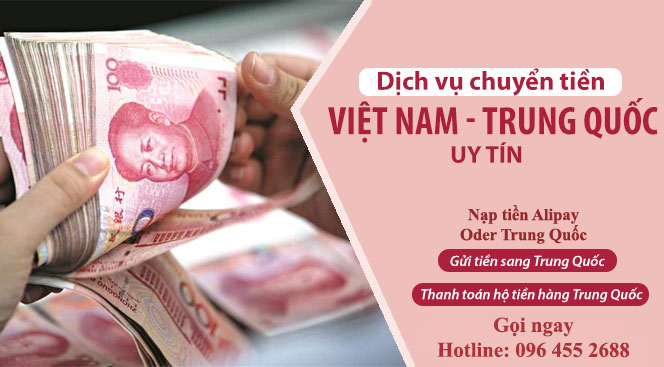 Dịch vụ chuyển tiền
VIỆT NAM - TRUNG QUỐC
UY TÍN
Nạp tiền Alipay
Oder Trung Quốc
Gửi tiền sang Trung Quốc
Thanh toán hộ tiền hàng Trung Quốc
Gọi ngay
Hotline: 096 455 2688
100